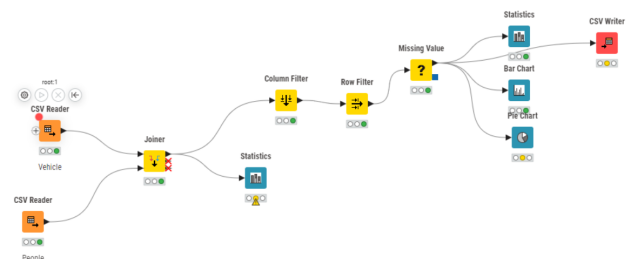 Statistics
CSV Writer
Missing Value
root:1
Column Filter
Row Filter
Bar Chart
CSV Reader
Pie Chart
Joiner
Statistics
Vehicle
CSV Reader
People